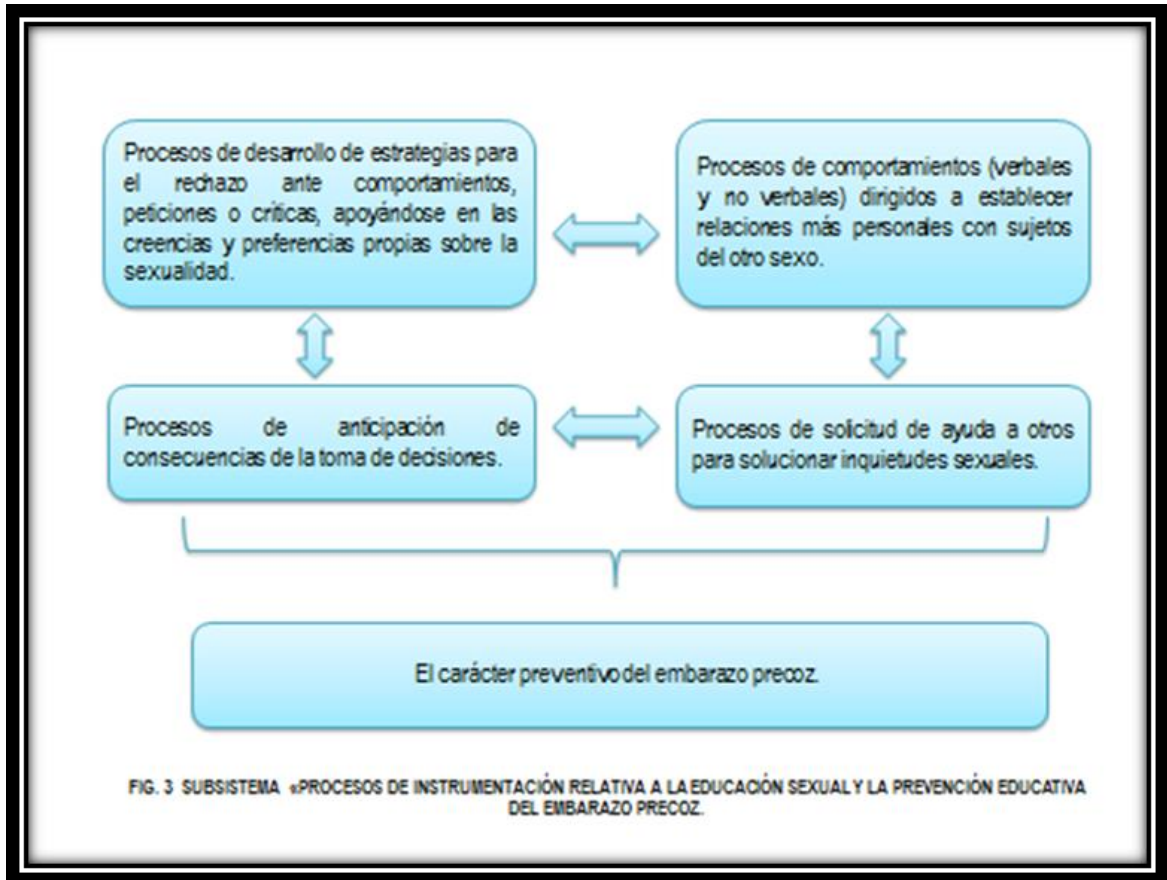 Procesos de desarrollo de estrategias para
el rechazo ante comportamientos,
peticiones o críticas, apoyándose en las
creencias y preferencias propias sobre la
sexualidad.
Procesos de comportamientos (verbales
y no verbales) dirigidos a establecer
relaciones más personales con sujetos
del otro sexo.
Procesos de anticipación de
consecuencias de la toma de decisiones.
Procesos de solicitud de ayuda a otros
para solucionar inquietudes sexuales.
El carácter preventivo del embarazo precoz.
FIG. 3 SUBSISTEMA «PROCESOS DE INSTRUMENTACIÓN RELATIVA A LA EDUCACIÓN SEXUAL Y LA PREVENCIÓN EDUCATIVA
DEL EMBARAZO PRECOZ.